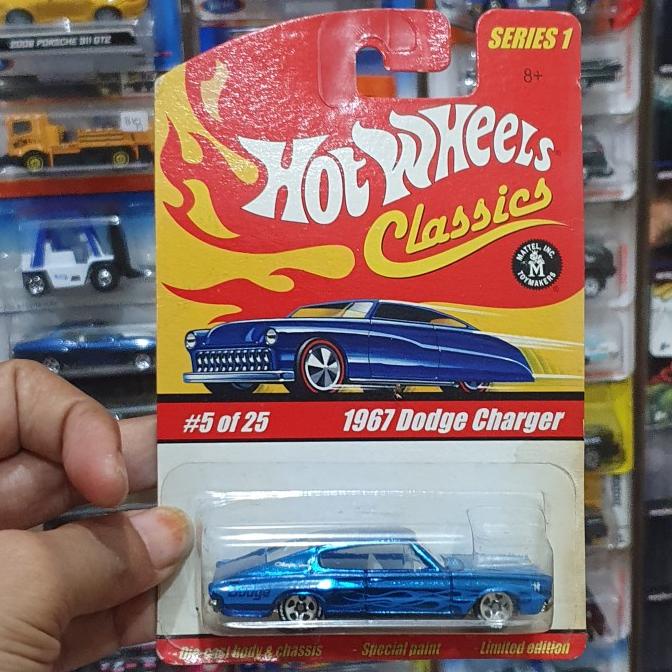 2009 PORSCHE 911 GT2
SERIES 1
8+
Hot Wheels
Classics
MATTEL, INC.
M
TOYMAKERS
#5 of 25
1967 Dodge Charger
Dodge
Die-cast body & chassis - Special paint - Limited edition